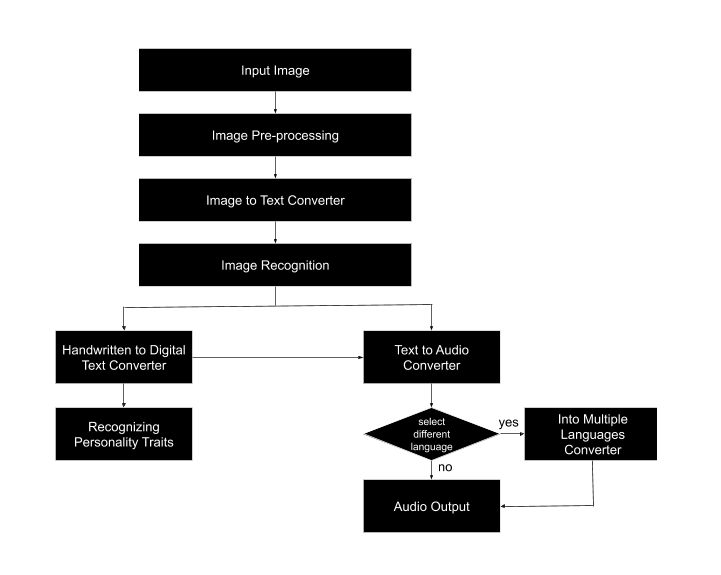 Input Image
Image Pre-processing
Image to Text Converter
Image Recognition
Handwritten to Digital
Text Converter
Text to Audio
Converter
Recognizing
Personality Traits
select
different
language
yes
Into Multiple
Languages
Converter
no
Audio Output